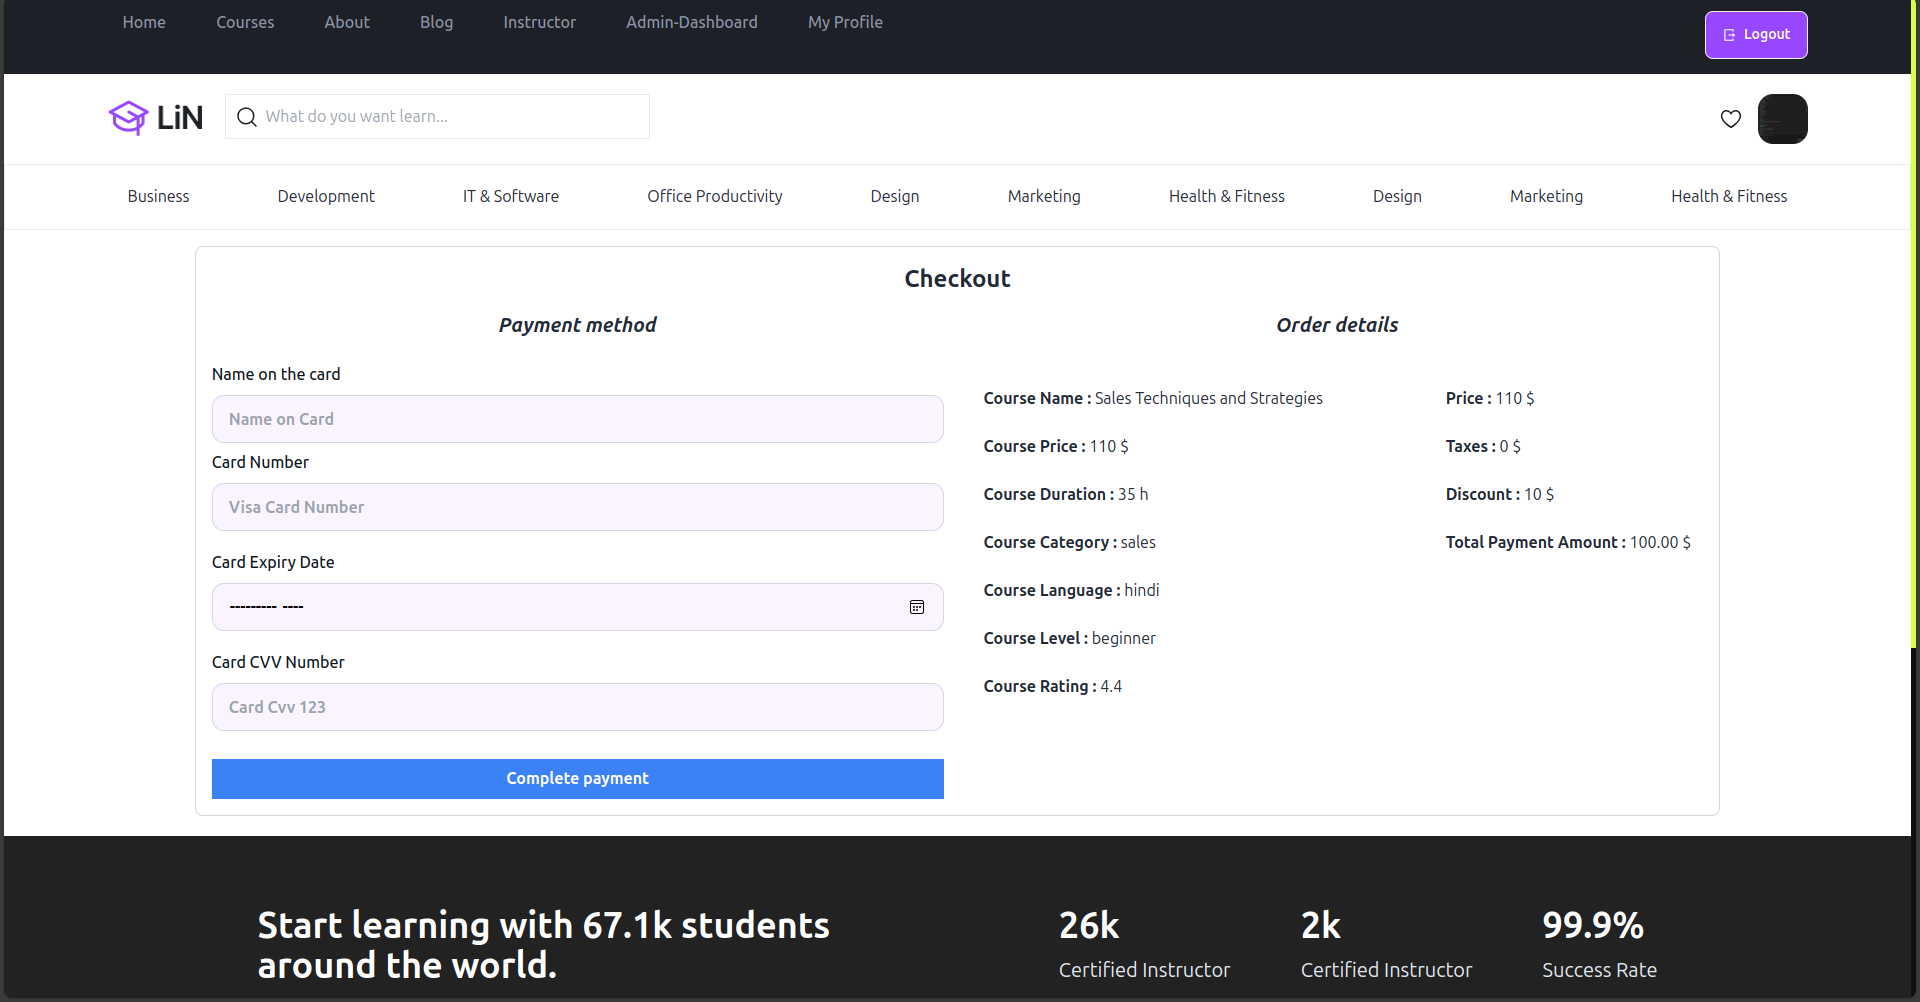 Home Courses About Blog Instructor Admin-Dashboard My Profile Logout
LiN What do you want learn...
Business Development IT & Software Office Productivity Design Marketing Health & Fitness Design Marketing Health & Fitness
Checkout
Payment method
Name on the card
Name on Card
Card Number
Visa Card Number
Card Expiry Date
--------- ----
Card CVV Number
Card Cvv 123
Complete payment
Order details
Course Name : Sales Techniques and Strategies
Course Price : 110 $
Course Duration : 35 h
Course Category : sales
Course Language : hindi
Course Level : beginner
Course Rating : 4.4
Price : 110 $
Taxes : 0 $
Discount : 10 $
Total Payment Amount : 100.00 $
Start learning with 67.1k students
around the world.
26k
Certified Instructor
2k
Certified Instructor
99.9%
Success Rate